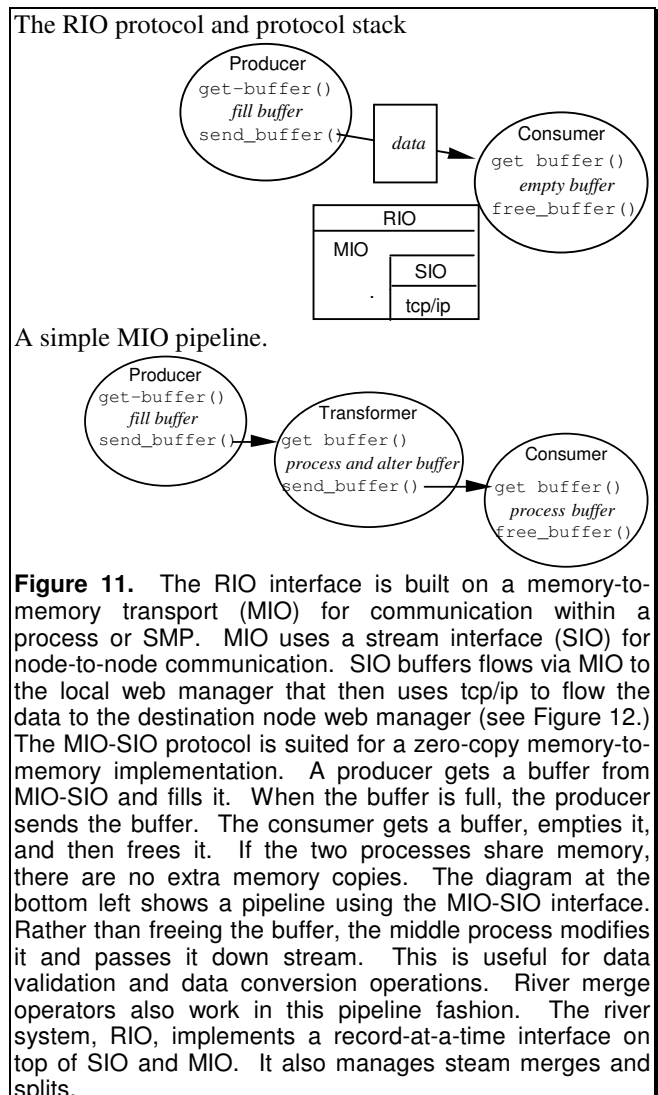 The RIO protocol and protocol stack
Producer
get-buffer()
fill buffer
send_buffer()
data
Consumer
get buffer()
empty buffer
free_buffer()
RIO
MIO
SIO
.
tcp/ip
A simple MIO pipeline.
Producer
get-buffer()
fill buffer
send_buffer()
Transformer
get buffer()
process and alter buffer
send_buffer()
Consumer
get buffer()
process buffer
free_buffer()
Figure 11. The RIO interface is built on a memory-to-
memory transport (MIO) for communication within a
process or SMP. MIO uses a stream interface (SIO) for
node-to-node communication. SIO buffers flows via MIO to
the local web manager that then uses tcp/ip to flow the
data to the destination node web manager (see Figure 12.)
The MIO-SIO protocol is suited for a zero-copy memory-to-
memory implementation. A producer gets a buffer from
MIO-SIO and fills it. When the buffer is full, the producer
sends the buffer. The consumer gets a buffer, empties it,
and then frees it. If the two processes share memory,
there are no extra memory copies. The diagram at the
bottom left shows a pipeline using the MIO-SIO interface.
Rather than freeing the buffer, the middle process modifies
it and passes it down stream. This is useful for data
validation and data conversion operations. River merge
operators also work in this pipeline fashion. The river
system, RIO, implements a record-at-a-time interface on
top of SIO and MIO. It also manages steam merges and
splits.